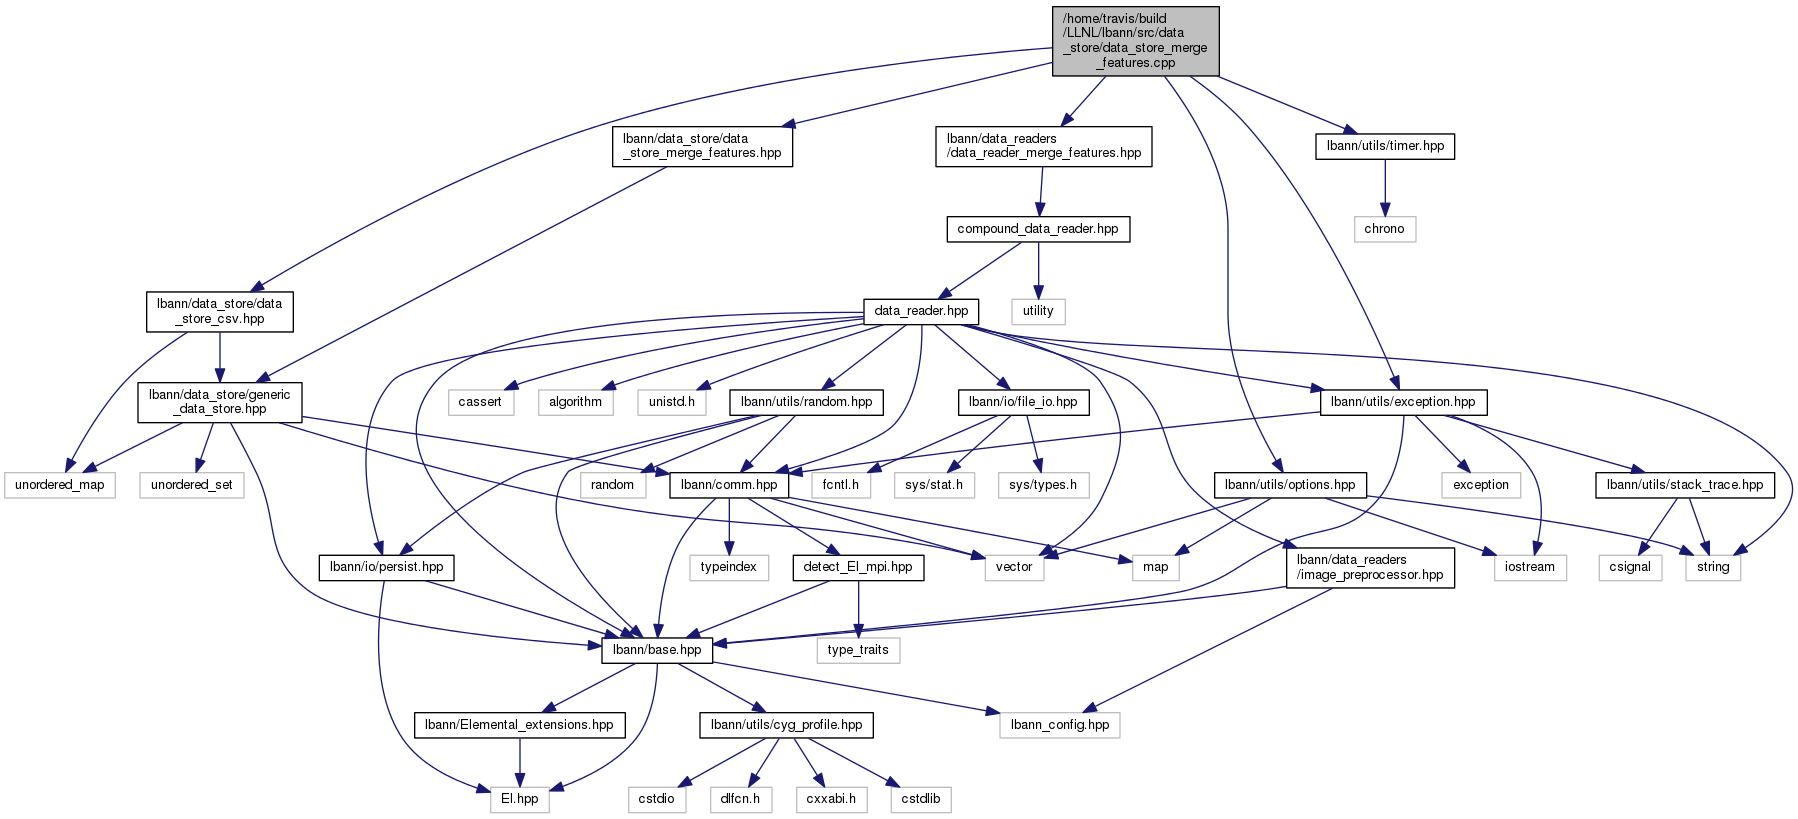 /home/travis/build
/LLNL/lbann/src/data
_store/data_store_merge
_features.cpp
lbann/data_store/data
_store_merge_features.hpp
lbann/data_readers
/data_reader_merge_features.hpp
lbann/utils/timer.hpp
compound_data_reader.hpp
chrono
lbann/data_store/data
_store_csv.hpp
data_reader.hpp
utility
lbann/data_store/generic
_data_store.hpp
cassert
algorithm
unistd.h
lbann/utils/random.hpp
lbann/io/file_io.hpp
lbann/utils/exception.hpp
unordered_map
unordered_set
random
lbann/comm.hpp
fcntl.h
sys/stat.h
sys/types.h
lbann/utils/options.hpp
exception
lbann/utils/stack_trace.hpp
lbann/io/persist.hpp
typeindex
detect_El_mpi.hpp
vector
map
lbann/data_readers
/image_preprocessor.hpp
iostream
csignal
string
lbann/base.hpp
type_traits
lbann/Elemental_extensions.hpp
lbann/utils/cyg_profile.hpp
lbann_config.hpp
El.hpp
cstdio
dlfcn.h
cxxabi.h
cstdlib